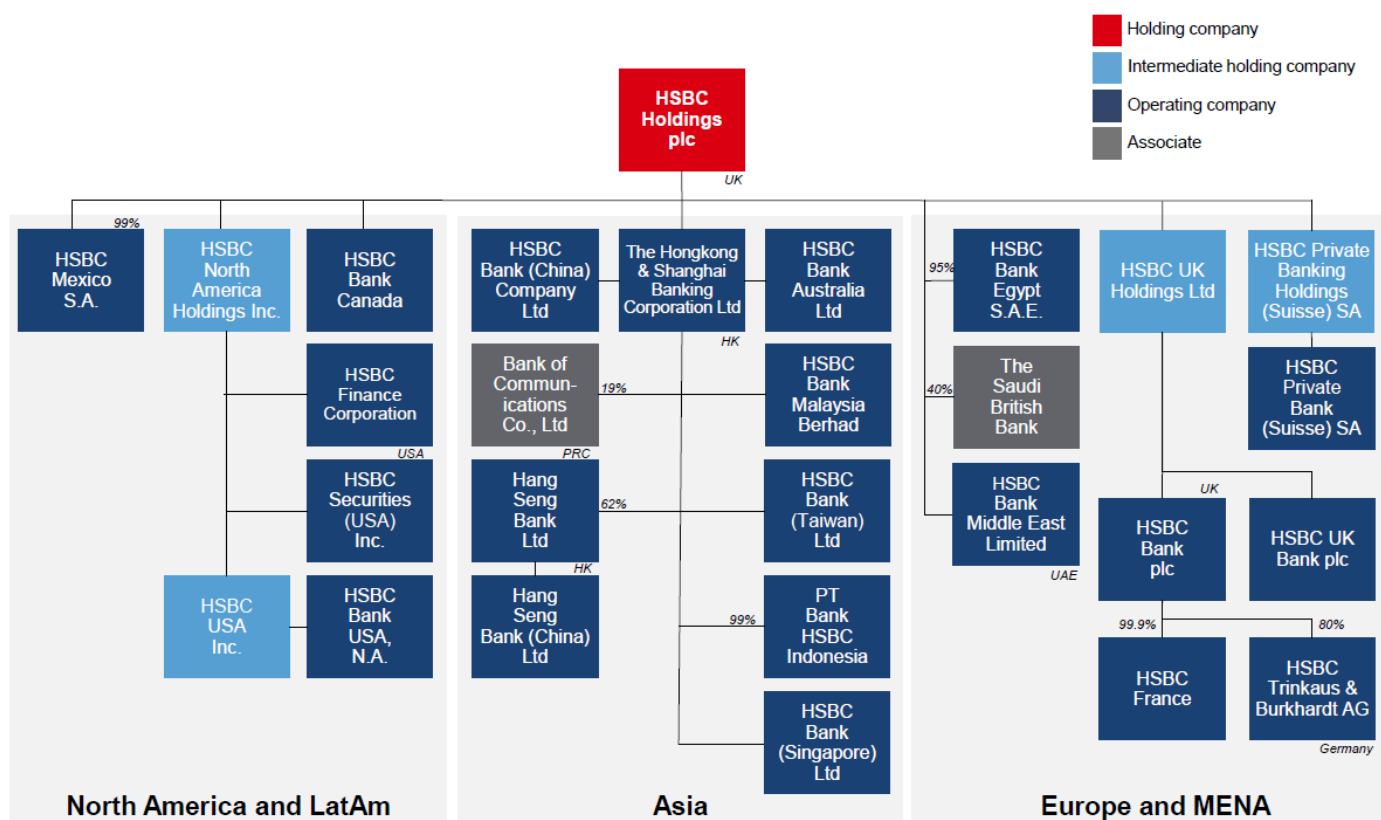 Holding company
Intermediate holding company
Operating company
Associate
HSBC
Holdings
plc
UK
99%
HSBC
Mexico
S.A.
HSBC
North
America
Holdings Inc.
HSBC
Bank
Canada
HSBC
Finance
Corporation
USA
HSBC
Securities
(USA)
Inc.
HSBC
USA
Inc.
HSBC
Bank
USA,
N.A.
North America and LatAm
HSBC
Bank (China)
Company
Ltd
The Hongkong
& Shanghai
Banking
Corporation Ltd
HK
HSBC
Bank
Australia
Ltd
Bank of
Commun-
ications
Co., Ltd
PRC
19%
HSBC
Bank
Malaysia
Berhad
Hang
Seng
Bank
Ltd
HK
62%
HSBC
Bank
(Taiwan)
Ltd
Hang
Seng
Bank (China)
Ltd
99%
PT
Bank
HSBC
Indonesia
HSBC
Bank
(Singapore)
Ltd
Asia
95%
HSBC
Bank
Egypt
S.A.E.
HSBC UK
Holdings Ltd
HSBC Private
Banking
Holdings
(Suisse) SA
40%
The
Saudi
British
Bank
HSBC
Private
Bank
(Suisse) SA
HSBC
Bank
Middle East
Limited
UAE
UK
HSBC
Bank
plc
HSBC UK
Bank plc
99.9%
80%
HSBC
France
HSBC
Trinkaus &
Burkhardt AG
Germany
Europe and MENA